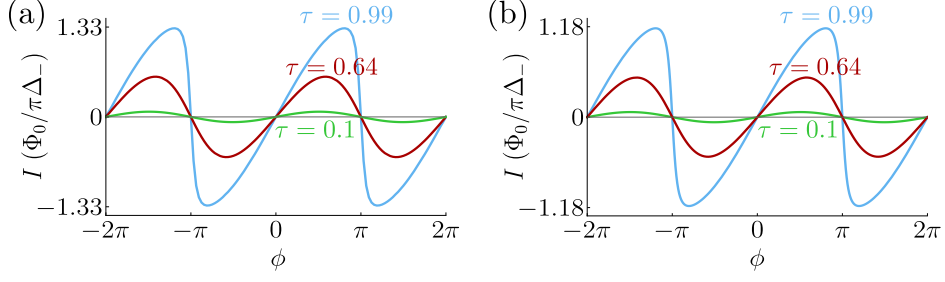 (a)
τ = 0.99
1.33
τ = 0.64
I (Φ₀/πΔ₋)
0
τ = 0.1
−1.33
−2π −π 0 π 2π
ϕ
(b)
τ = 0.99
1.18
τ = 0.64
I (Φ₀/πΔ₋)
0
τ = 0.1
−1.18
−2π −π 0 π 2π
ϕ